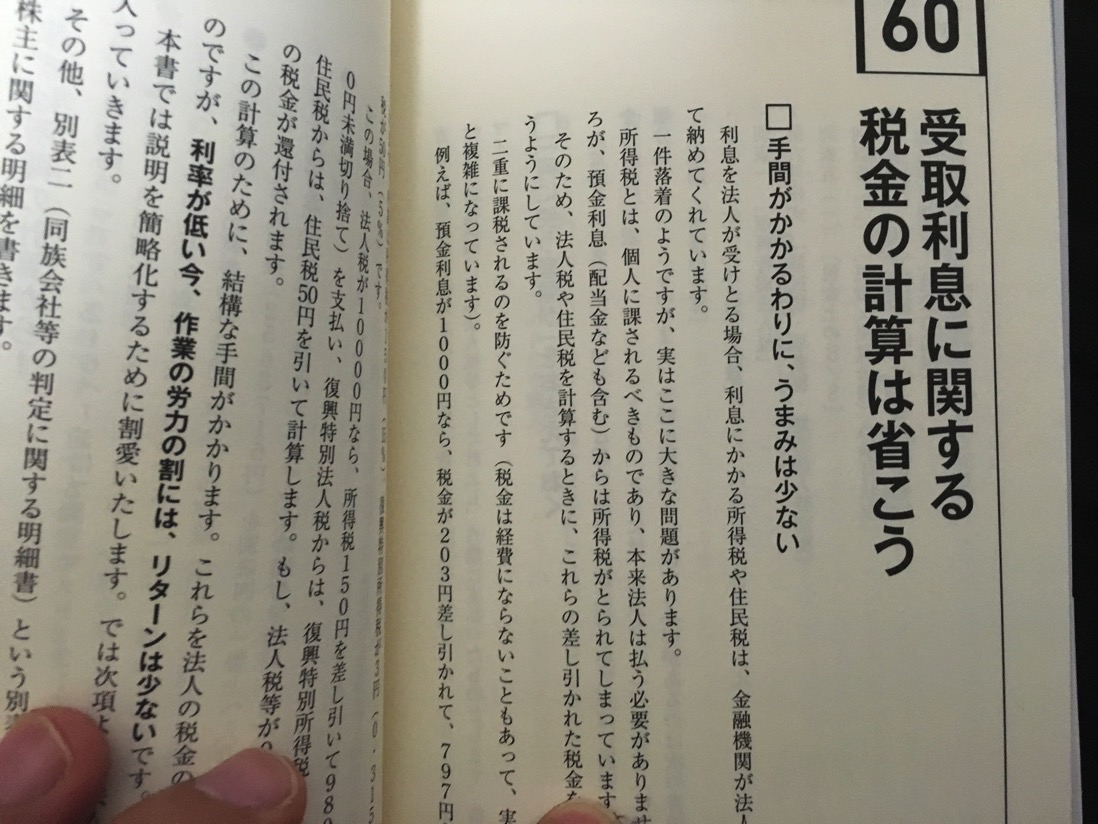 60
受取利息に関する
税金の計算は省こう
□手間がかかるわりに、うまみは少ない
利息を法人が受けとる場合、利息にかかる所得税や住民税は、金融機関が法人
て納めてくれています。
一件落着のようですが、実はここに大きな問題があります。
所得税とは、個人に課されるべきものであり、本来法人は払う必要がありませ
ろが、預金利息（配当金なども含む）からは所得税がとられてしまっています
そのため、法人税や住民税を計算するときに、これらの差し引かれた税金を
うようにしています。
二重に課税されるのを防ぐためです（税金は経費にならないこともあって、実
と複雑になっています）。
例えば、預金利息が1000円なら、税金が203円差し引かれて、797円
税が50円（5％）です。
この場合、法人税が10000円なら、所得税150円を差し引いて980
0円未満切り捨て）を支払い、復興特別法人税からは、復興特別所得税
住民税からは、住民税50円を引いて計算します。もし、法人税等が0
の税金が還付されます。
この計算のために、結構な手間がかかります。これらを法人の税金の
のですが、利率が低い今、作業の労力の割には、リターンは少ないです。
本書では説明を簡略化するために割愛いたします。では次項よ
入っていきます。
その他、別表二（同族会社等の判定に関する明細書）という別表
株主に関する明細を書きます。